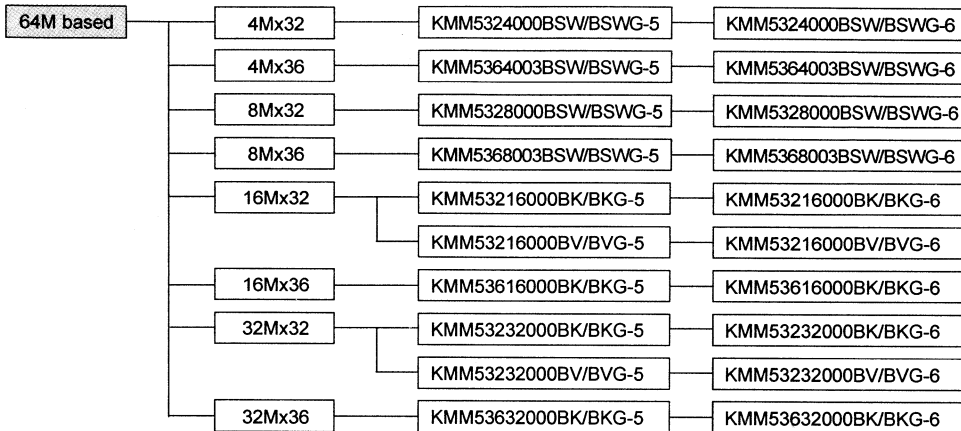 64M based
4Mx32 KMM5324000BSW/BSWG-5 KMM5324000BSW/BSWG-6
4Mx36 KMM5364003BSW/BSWG-5 KMM5364003BSW/BSWG-6
8Mx32 KMM5328000BSW/BSWG-5 KMM5328000BSW/BSWG-6
8Mx36 KMM5368003BSW/BSWG-5 KMM5368003BSW/BSWG-6
16Mx32 KMM53216000BK/BKG-5 KMM53216000BK/BKG-6
KMM53216000BV/BVG-5 KMM53216000BV/BVG-6
16Mx36 KMM53616000BK/BKG-5 KMM53616000BK/BKG-6
32Mx32 KMM53232000BK/BKG-5 KMM53232000BK/BKG-6
KMM53232000BV/BVG-5 KMM53232000BV/BVG-6
32Mx36 KMM53632000BK/BKG-5 KMM53632000BK/BKG-6